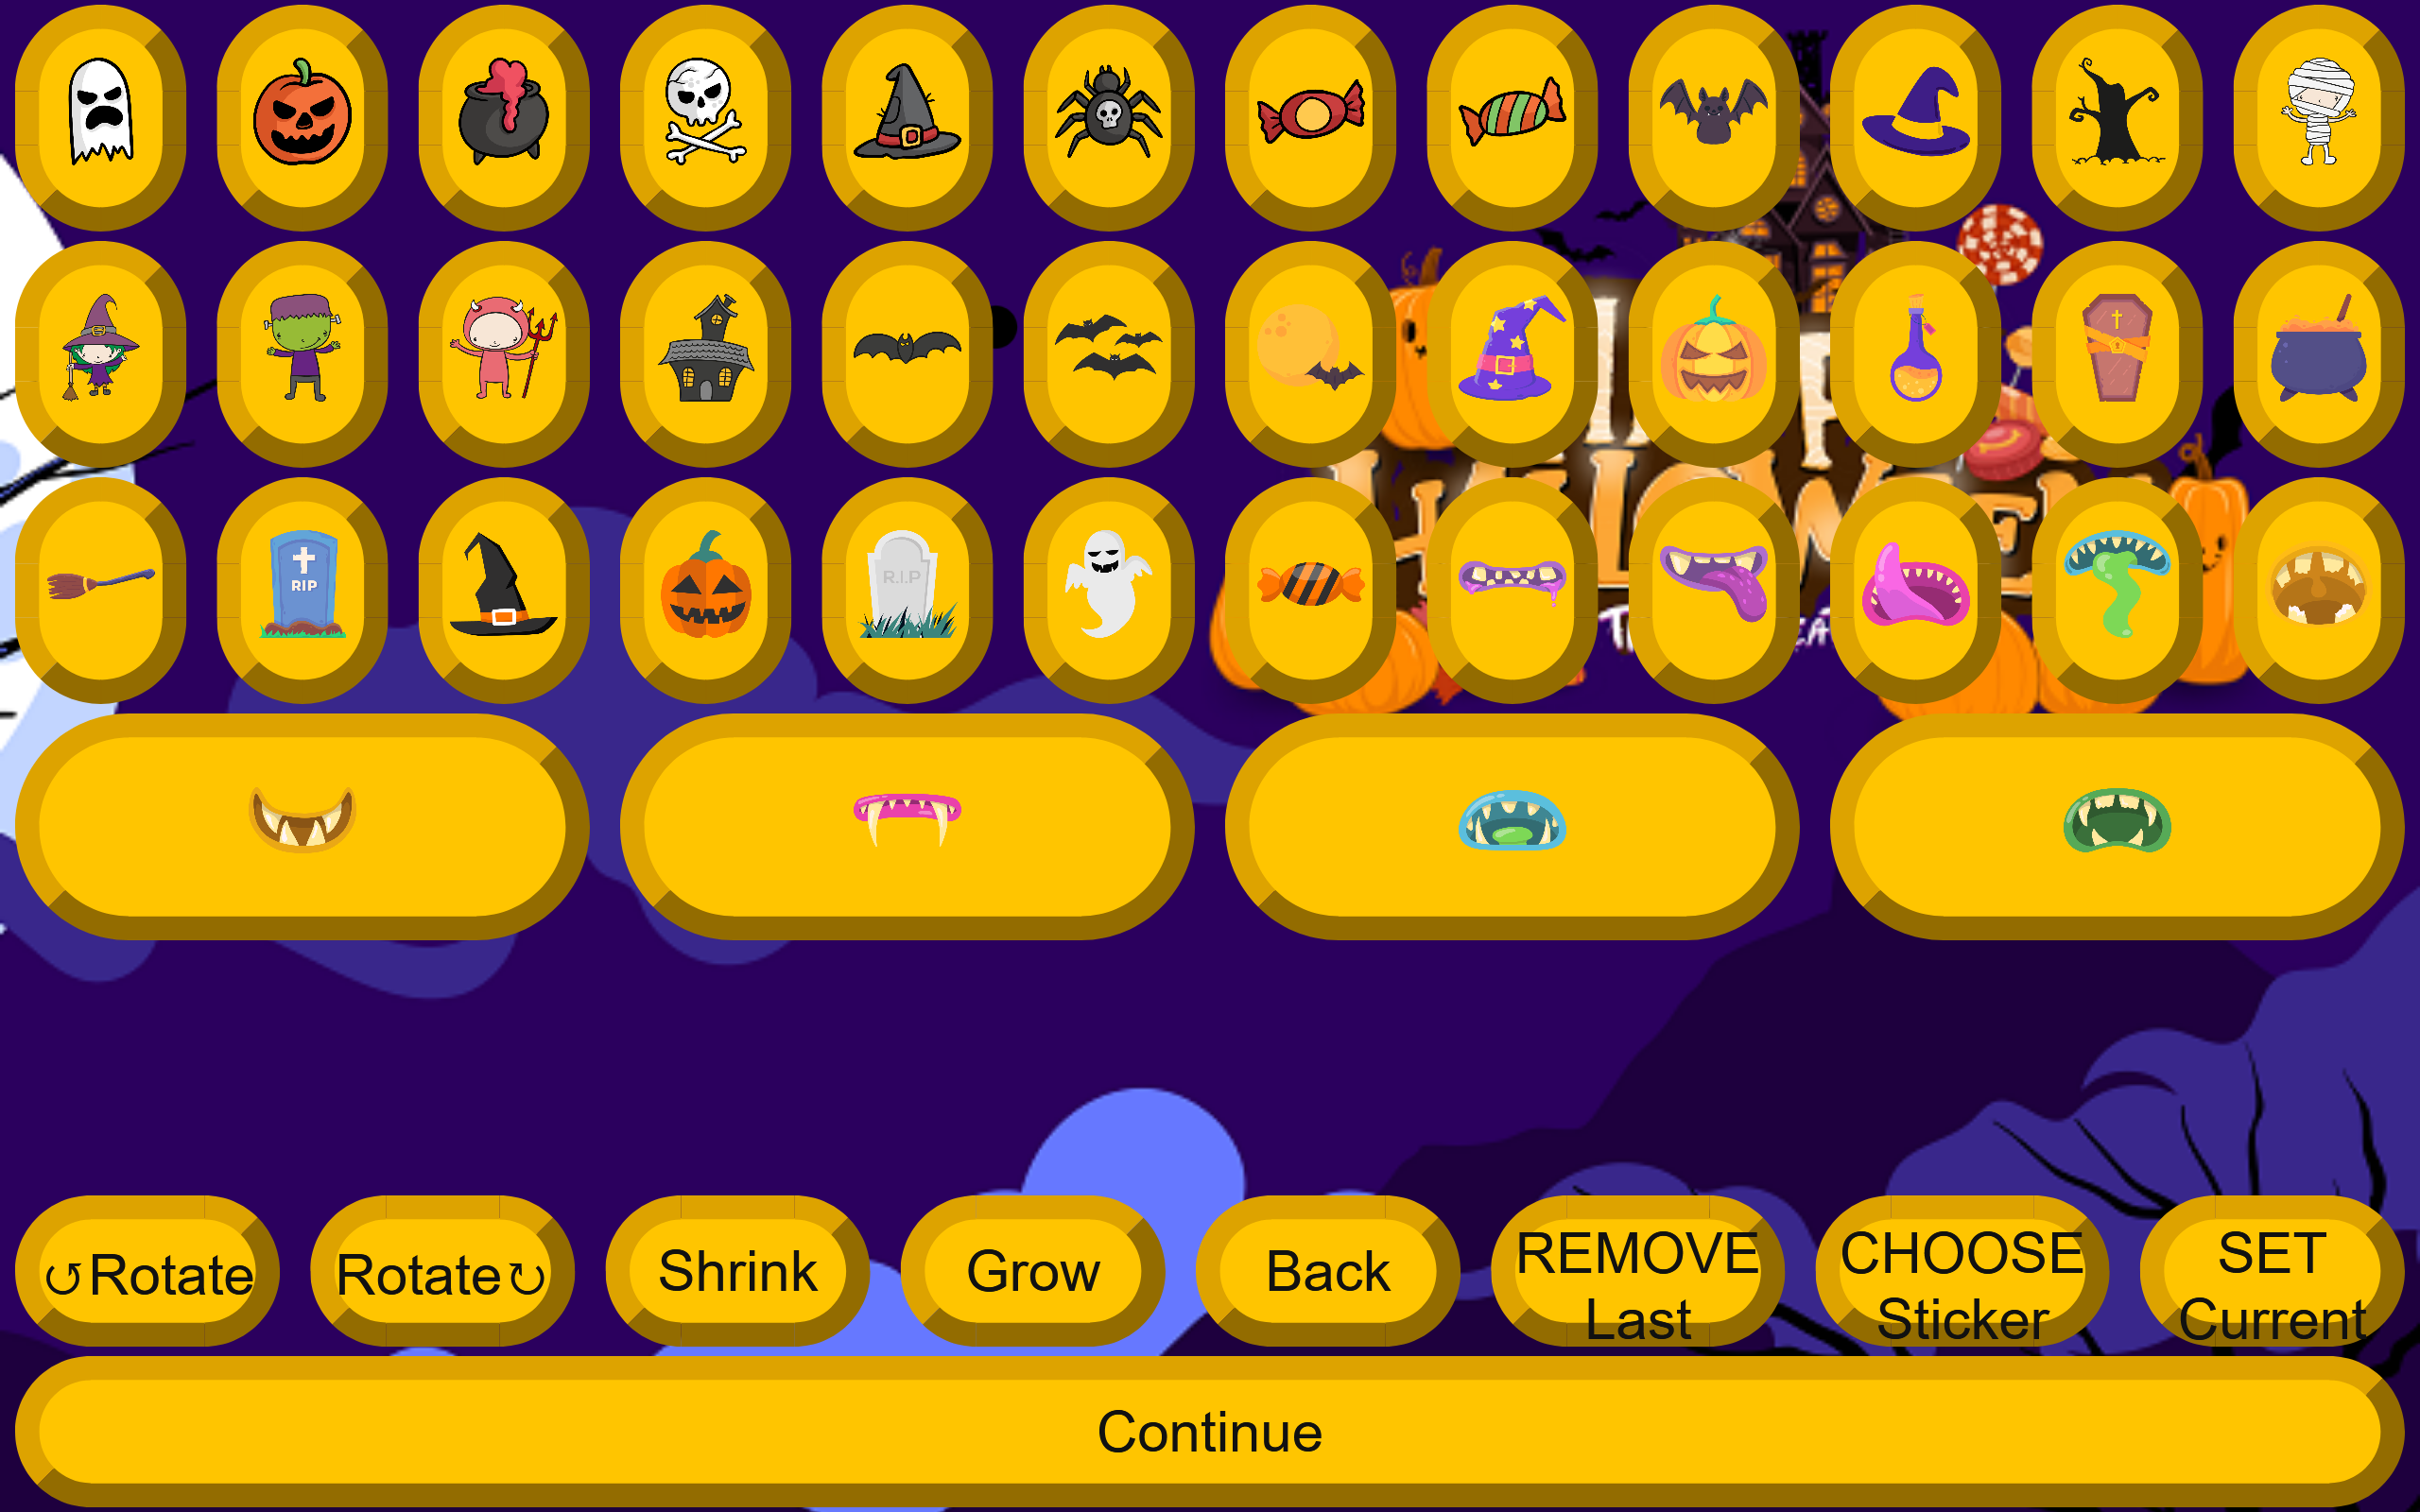 RIP
R.I.P
↺Rotate
Rotate↻
Shrink
Grow
Back
REMOVE
Last
CHOOSE
Sticker
SET
Current
Continue